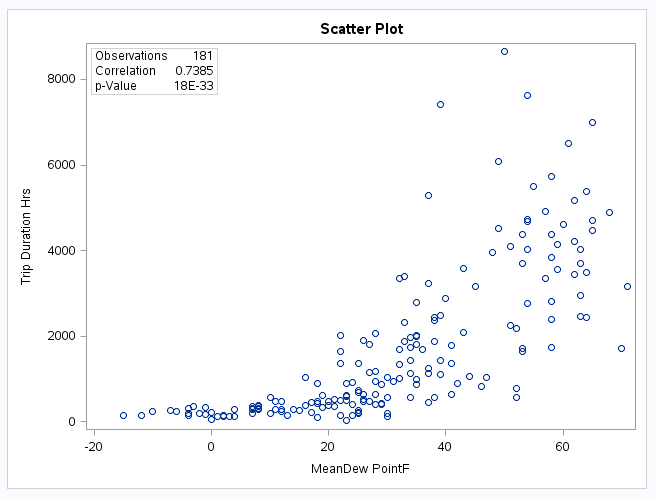 Scatter Plot
Observations 181
Correlation 0.7385
p-Value 18E-33
8000
6000
4000
2000
0
Trip Duration Hrs
-20 0 20 40 60
MeanDew PointF